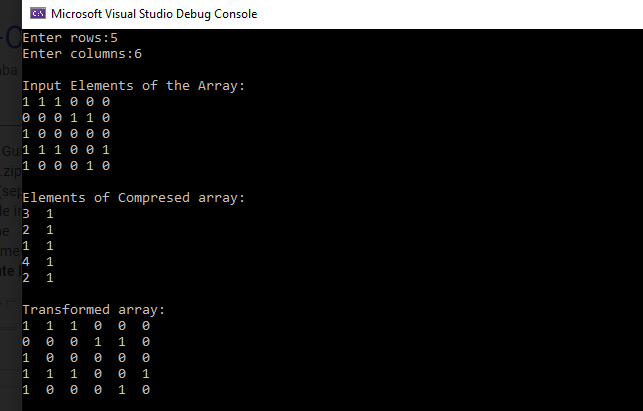 Microsoft Visual Studio Debug Console
Enter rows:5
Enter columns:6
Input Elements of the Array:
1 1 1 0 0 0
0 0 0 1 1 0
1 0 0 0 0 0
1 1 1 0 0 1
1 0 0 0 1 0
Elements of Compresed array:
3 1
2 1
1 1
4 1
2 1
Transformed array:
1 1 1 0 0 0
0 0 0 1 1 0
1 0 0 0 0 0
1 1 1 0 0 1
1 0 0 0 1 0